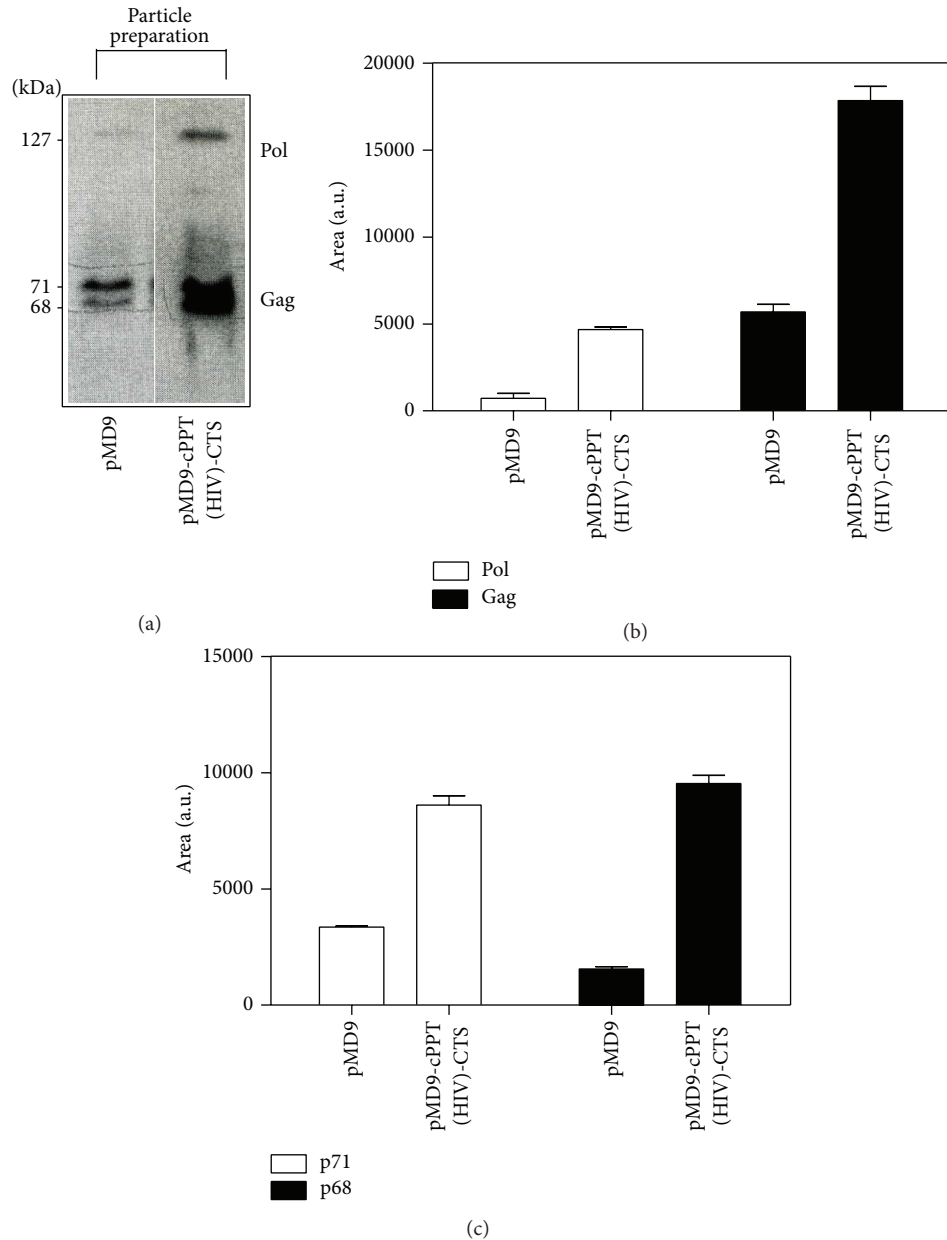 Particle
preparation
(kDa)
127
71
68
Pol
Gag
pMD9
pMD9-cPPT
(HIV)-CTS
(a)
20000
15000
10000
5000
0
Area (a.u.)
pMD9
pMD9-cPPT
(HIV)-CTS
pMD9
pMD9-cPPT
(HIV)-CTS
Pol
Gag
(b)
15000
10000
5000
0
Area (a.u.)
pMD9
pMD9-cPPT
(HIV)-CTS
pMD9
pMD9-cPPT
(HIV)-CTS
p71
p68
(c)